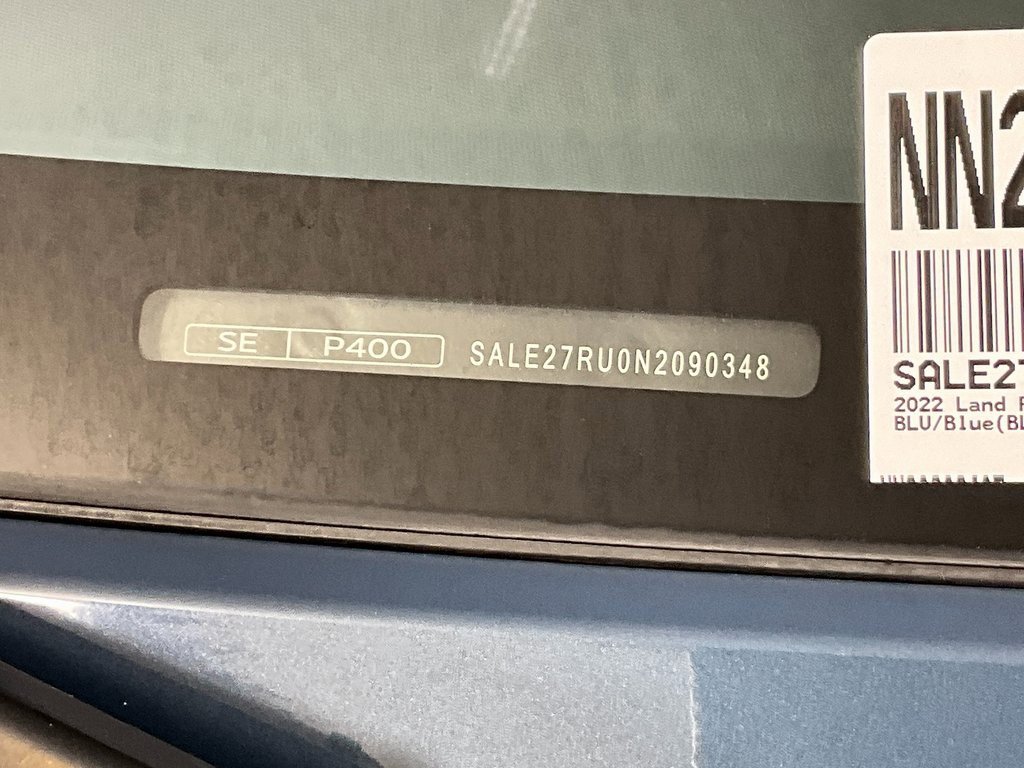 SE P400 SALE27RU0N2090348
NN2
SALE27
2022 Land
BLU/Blue(BL